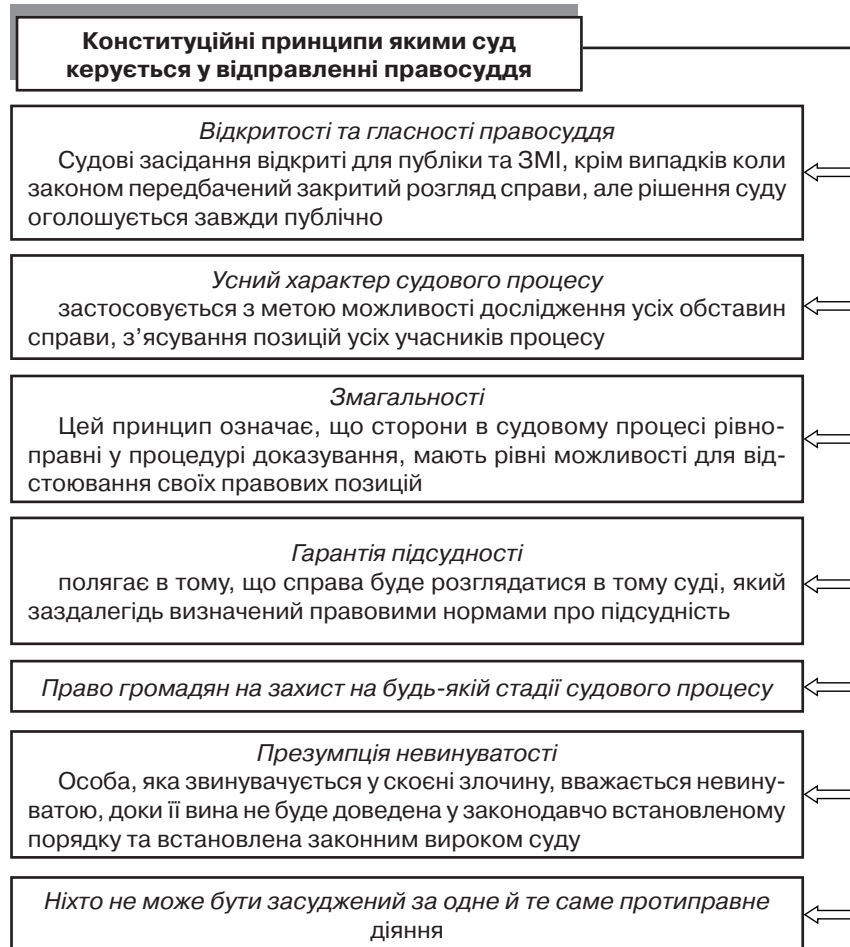 Конституційні принципи якими суд
керується у відправленні правосуддя
Відкритості та гласності правосуддя
Судові засідання відкриті для публіки та ЗМІ, крім випадків коли
законом передбачений закритий розгляд справи, але рішення суду
оголошується завжди публічно
Усний характер судового процесу
застосовується з метою можливості дослідження усіх обставин
справи, з’ясування позицій усіх учасників процесу
Змагальності
Цей принцип означає, що сторони в судовому процесі рівно-
правні у процедурі доказування, мають рівні можливості для від-
стоювання своїх правових позицій
Гарантія підсудності
полягає в тому, що справа буде розглядатися в тому суді, який
заздалегідь визначений правовими нормами про підсудність
Право громадян на захист на будь-якій стадії судового процесу
Презумпція невинуватості
Особа, яка звинувачується у скоєні злочину, вважається невину-
ватою, доки її вина не буде доведена у законодавчо встановленому
порядку та встановлена законним вироком суду
Ніхто не може бути засуджений за одне й те саме протиправне
діяння